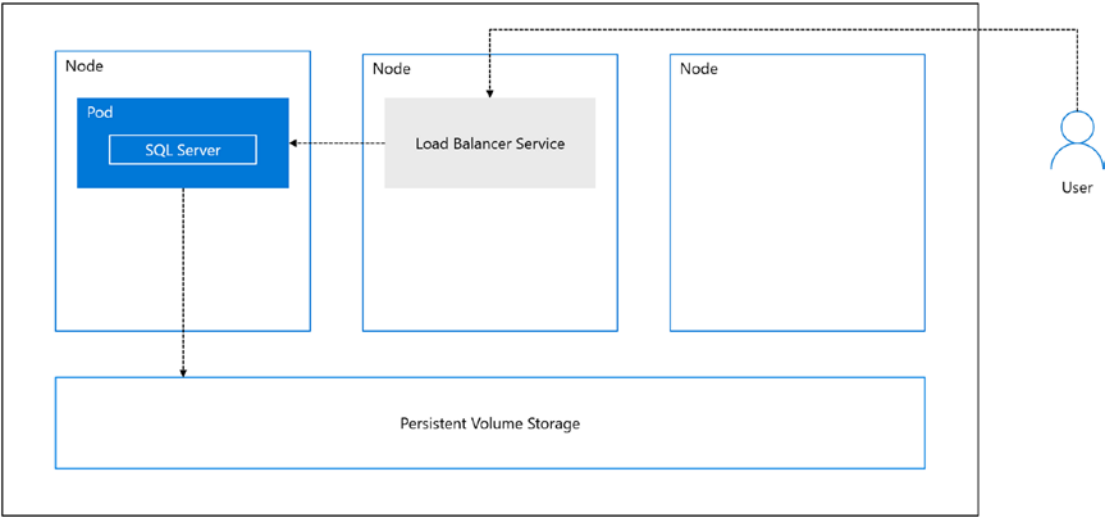 Node
Pod
SQL Server
Node
Load Balancer Service
Node
User
Persistent Volume Storage